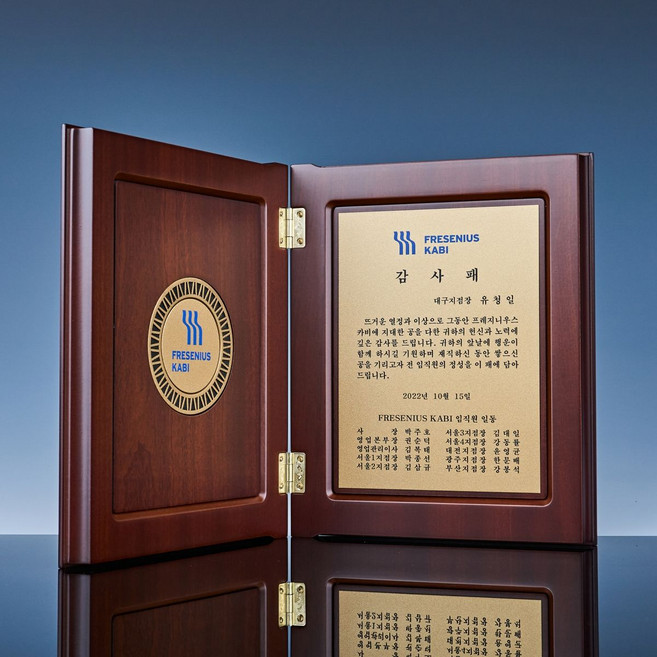 FRESENIUS
KABI
FRESENIUS
KABI
감 사 패
대구지점장 유청일
뜨거운 열정과 이상으로 그동안 프레지니우스
카비에 지대한 공을 다한 귀하의 헌신과 노력에
깊은 감사를 드립니다. 귀하의 앞날에 행운이
함께 하시길 기원하며 재직하신 동안 쌓으신
공을 기리고자 전 임직원의 정성을 이 패에 담아
드립니다.
2022년 10월 15일
FRESENIUS KABI 임직원 일동
사 장 박주호 서울3지점장 김대일
영업본부장 권순덕 서울4지점장 강동률
영업관리이사 김복태 대전지점장 윤영균
서울1지점장 박종선 광주지점장 한문배
서울2지점장 김삼규 부산지점장 강봉석